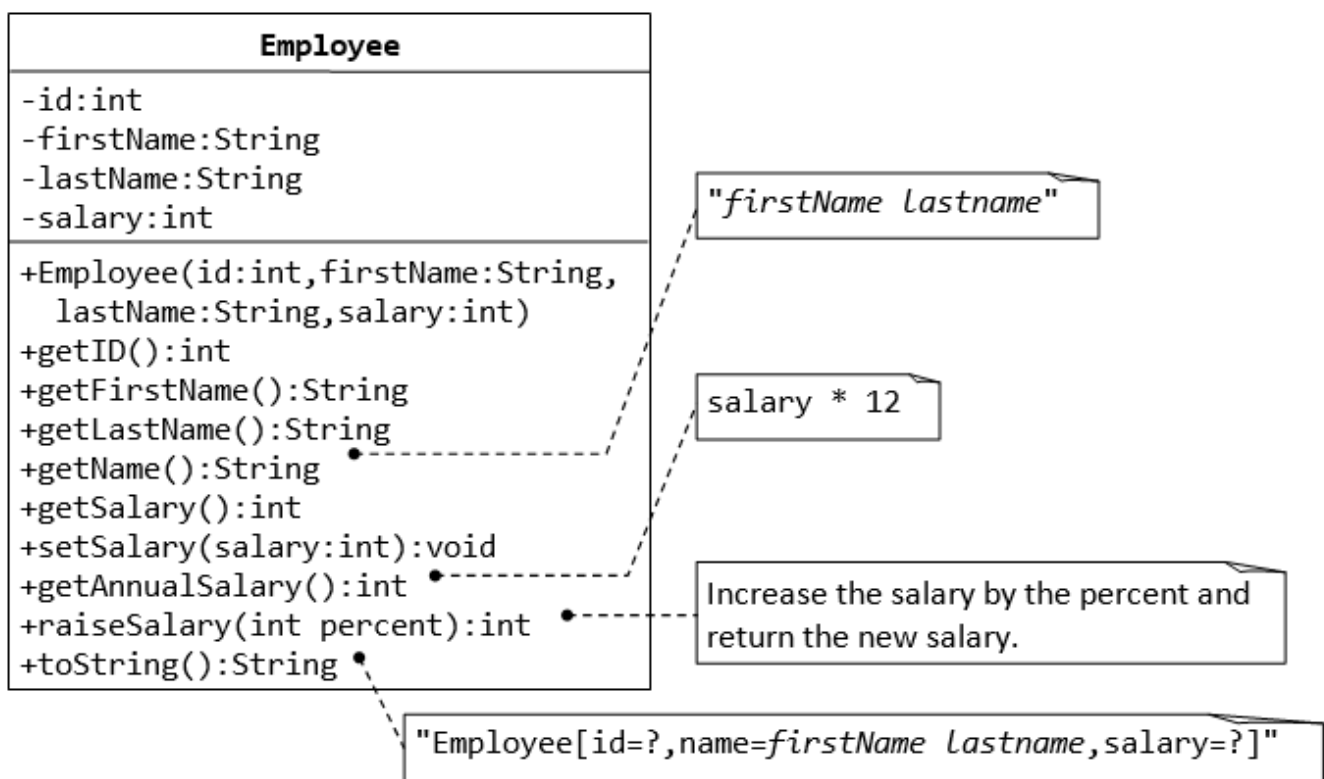 Employee
-id:int
-firstName:String
-lastName:String
-salary:int
+Employee(id:int,firstName:String,
lastName:String,salary:int)
+getID():int
+getFirstName():String
+getLastName():String
+getName():String
+getSalary():int
+setSalary(salary:int):void
+getAnnualSalary():int
+raiseSalary(int percent):int
+toString():String
"firstName lastname"
salary * 12
Increase the salary by the percent and
return the new salary.
"Employee[id=?,name=firstName lastname,salary=?]"